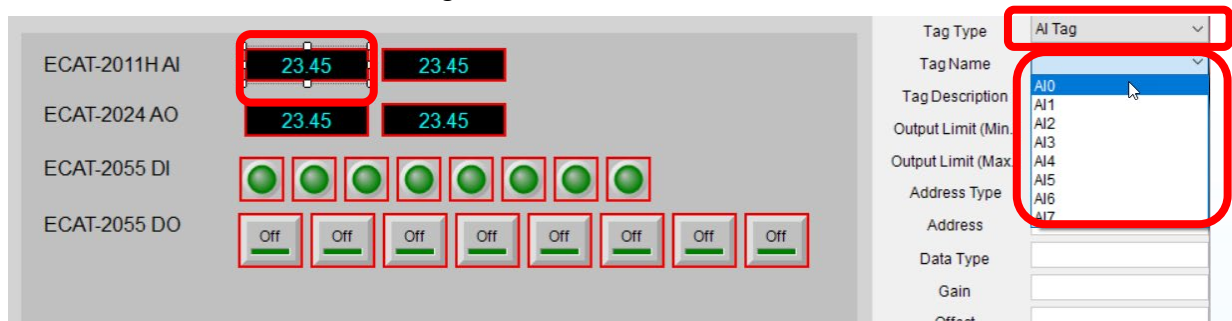 ECAT-2011H AI
23.45
23.45
ECAT-2024 AO
23.45
23.45
ECAT-2055 DI
ECAT-2055 DO
Off
Off
Off
Off
Off
Off
Off
Off
Tag Type
AI Tag
Tag Name
AI0
AI1
Tag Description
AI2
Output Limit (Min.
AI3
Output Limit (Max.
AI4
AI5
Address Type
AI6
Address
AI7
Data Type
Gain
Offset